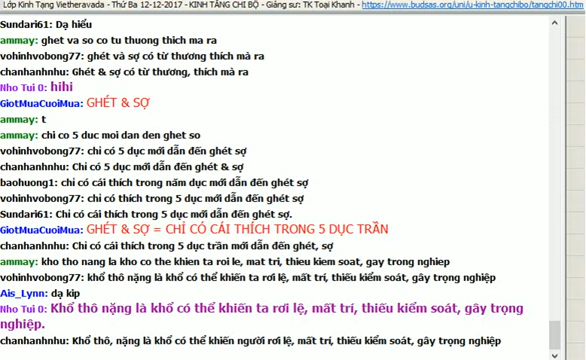 Lớp Kinh Tạng Vietheravada - Thứ Ba 12-12-2017 - KINH TĂNG CHI BỘ - Giảng sư: TK Toại Khanh - https://www.budsas.org/uni/u-kinh-tangchibo/tangchi00.htm
Sundari61: Dạ hiểu
ammay: ghet va so co tu thuong thich ma ra
vohinhvobong77: ghét và sợ có từ thương thích mà ra
chanhanhnhu: Ghét & sợ có từ thương, thích mà ra
Nho Tui 0: hihi
GiotMuaCuoiMua: GHÉT & SỢ
ammay: t
ammay: chi co 5 duc moi dan den ghet so
vohinhvobong77: chỉ có 5 dục mới dẫn đến ghét sợ
chanhanhnhu: Chỉ có 5 dục mới dẫn đến ghét & sợ
baohuong1: chỉ có cái thích trong năm dục mới dẫn đến ghét sợ
vohinhvobong77: chỉ có thích trong 5 dục mới dẫn đến ghét sợ
Sundari61: Chỉ có cái thích trong 5 dục mới dẫn đến ghét sợ.
GiotMuaCuoiMua: GHÉT & SỢ = CHỈ CÓ CÁI THÍCH TRONG 5 DỤC TRẦN
chanhanhnhu: Chỉ có cái thích trong 5 dục trần mới dẫn đến ghét, sợ
ammay: kho tho nang la kho co the khien ta roi le, mat tri, thieu kiem soat, gay trong nghiep
vohinhvobong77: khổ thô nặng là khổ có thể khiến ta rơi lệ, mất trí, thiếu kiểm soát, gây trọng nghiệp
Ais_Lynn: dạ kịp
Nho Tui 0: Khổ thô nặng là khổ có thể khiến ta rơi lệ, mất trí, thiếu kiểm soát, gây trọng
nghiệp.
chanhanhnhu: Khổ thô, nặng là khổ có thể khiến người rơi lệ, mất trí, thiếu kiểm soát, gay trọng nghiệp